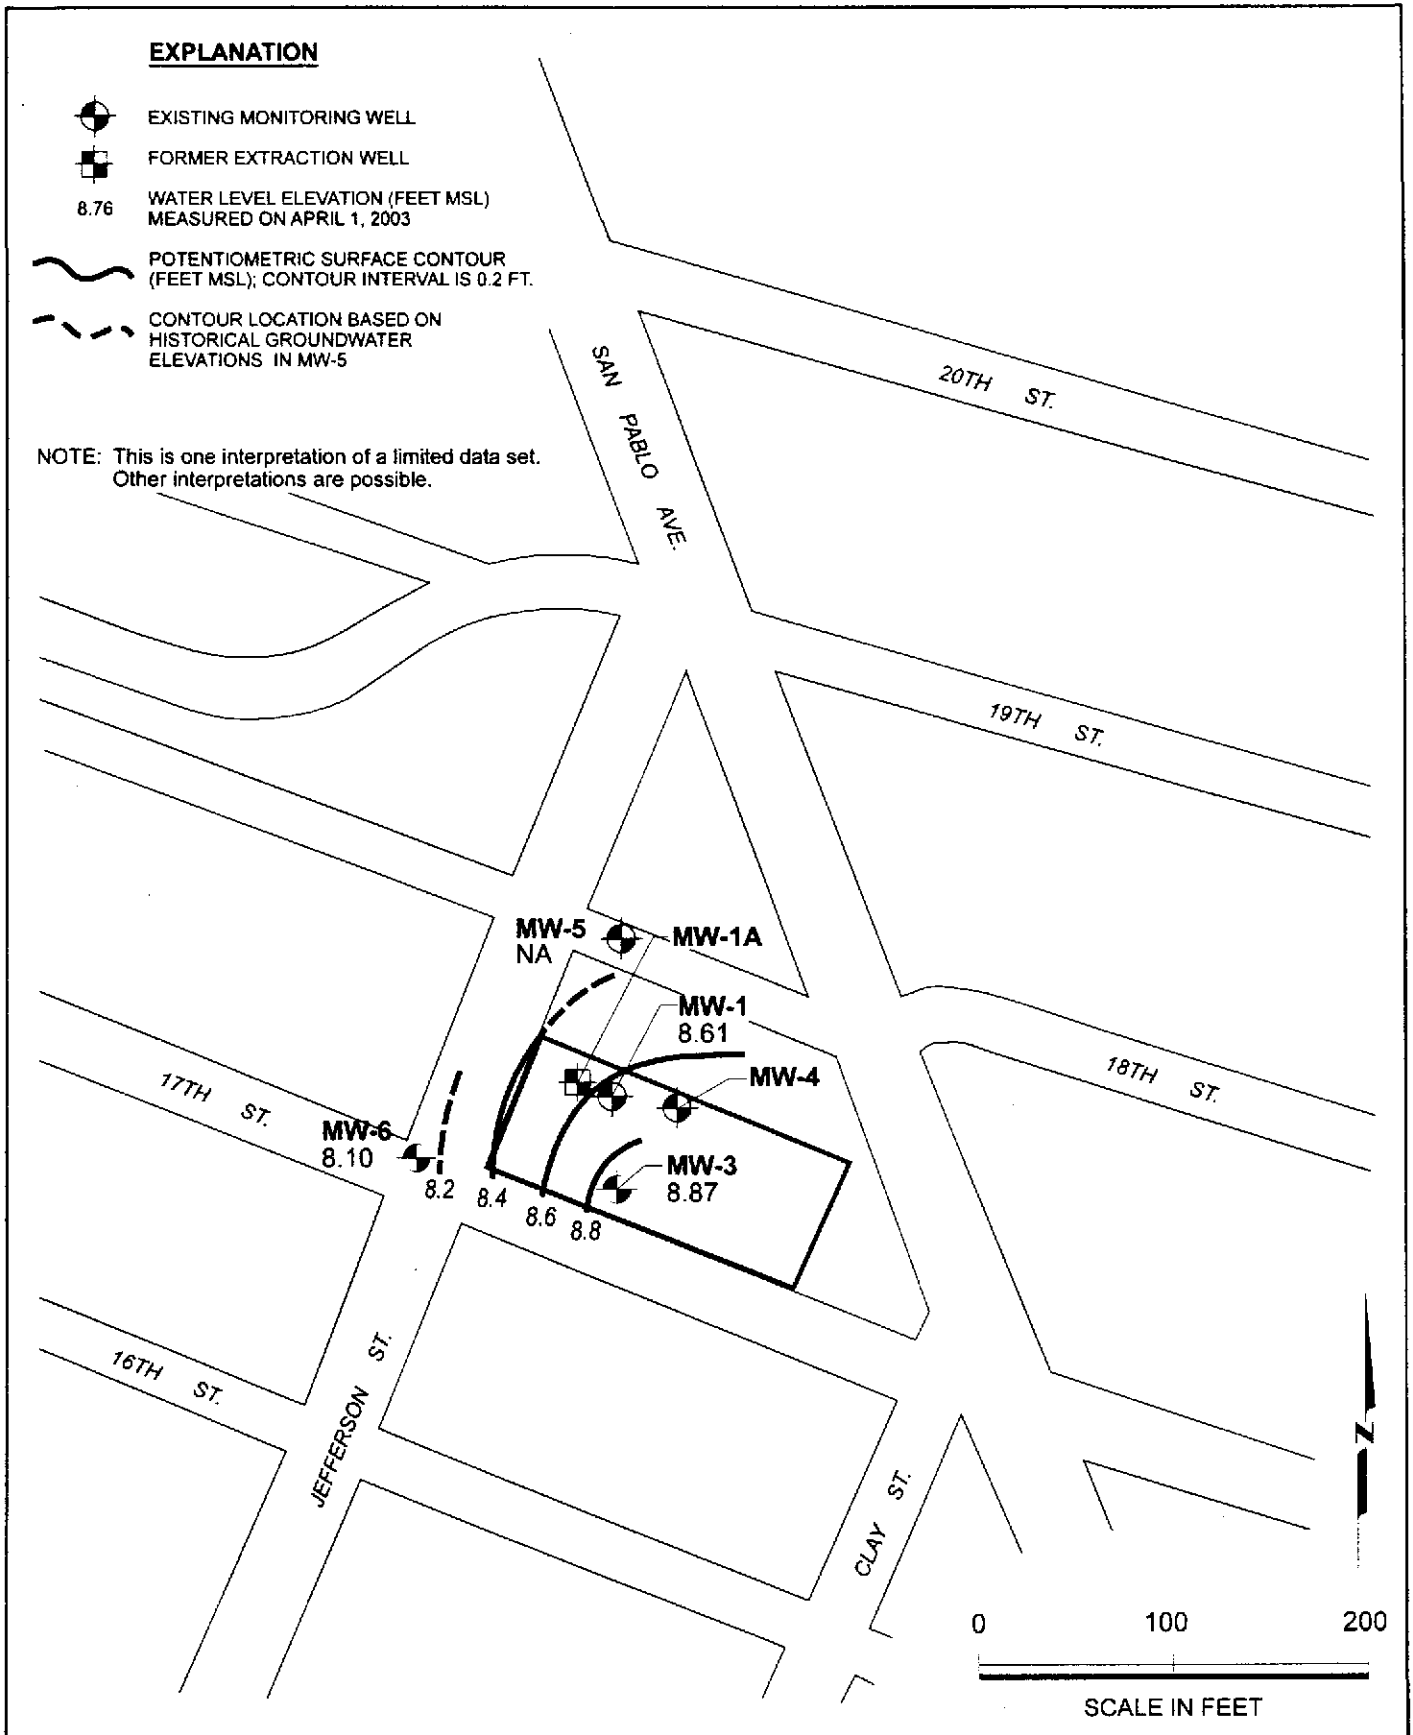 EXPLANATION
EXISTING MONITORING WELL
FORMER EXTRACTION WELL
8.76
WATER LEVEL ELEVATION (FEET MSL)
MEASURED ON APRIL 1, 2003
POTENTIOMETRIC SURFACE CONTOUR
(FEET MSL); CONTOUR INTERVAL IS 0.2 FT.
CONTOUR LOCATION BASED ON
HISTORICAL GROUNDWATER
ELEVATIONS IN MW-5
NOTE: This is one interpretation of a limited data set.
Other interpretations are possible.
SAN PABLO AVE.
20TH ST.
19TH ST.
MW-5
NA
MW-1A
MW-1
8.61
MW-4
18TH ST.
17TH ST.
MW-6
8.10
MW-3
8.87
8.2
8.4
8.6
8.8
16TH ST.
JEFFERSON ST.
CLAY ST.
N
0 100 200
SCALE IN FEET